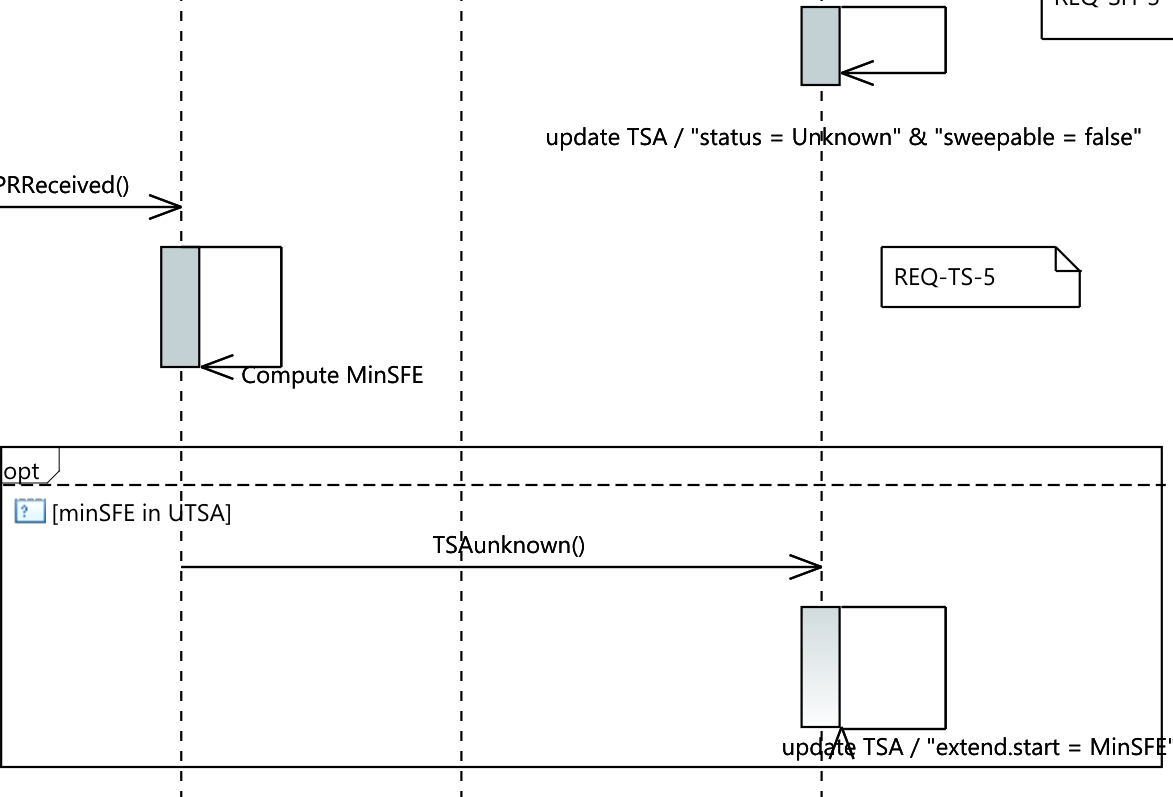 update TSA / "status = Unknown" & "sweepable = false"
PRReceived()
REQ-TS-5
Compute MinSFE
opt
? [minSFE in UTSA]
TSAunknown()
update TSA / "extend.start = MinSFE"